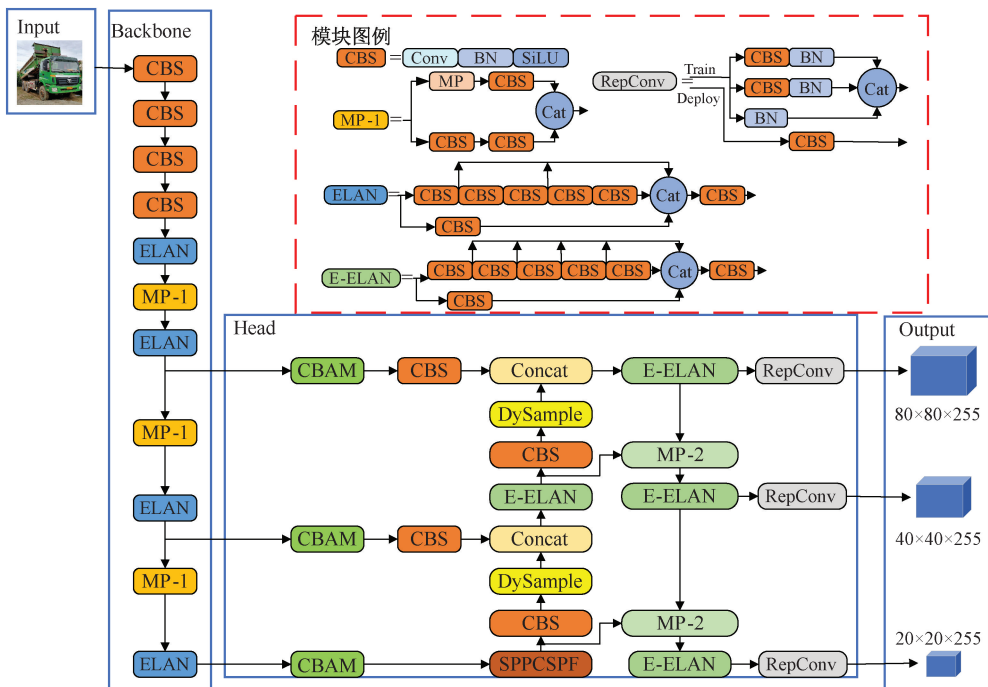 Input
Backbone
CBS
CBS
CBS
CBS
ELAN
MP-1
ELAN
MP-1
ELAN
MP-1
ELAN
模块图例
CBS = Conv BN SiLU
MP-1
MP CBS
CBS CBS
Cat
RepConv
Train
Deploy
CBS BN
CBS BN
BN
Cat
CBS
ELAN
CBS CBS CBS CBS CBS Cat CBS
CBS
E-ELAN
CBS CBS CBS CBS CBS Cat CBS
CBS
Head
CBAM CBS Concat E-ELAN RepConv
DySample
CBS MP-2
E-ELAN E-ELAN RepConv
CBAM CBS Concat
DySample
CBS MP-2
CBAM SPPCSPF E-ELAN RepConv
Output
80×80×255
40×40×255
20×20×255